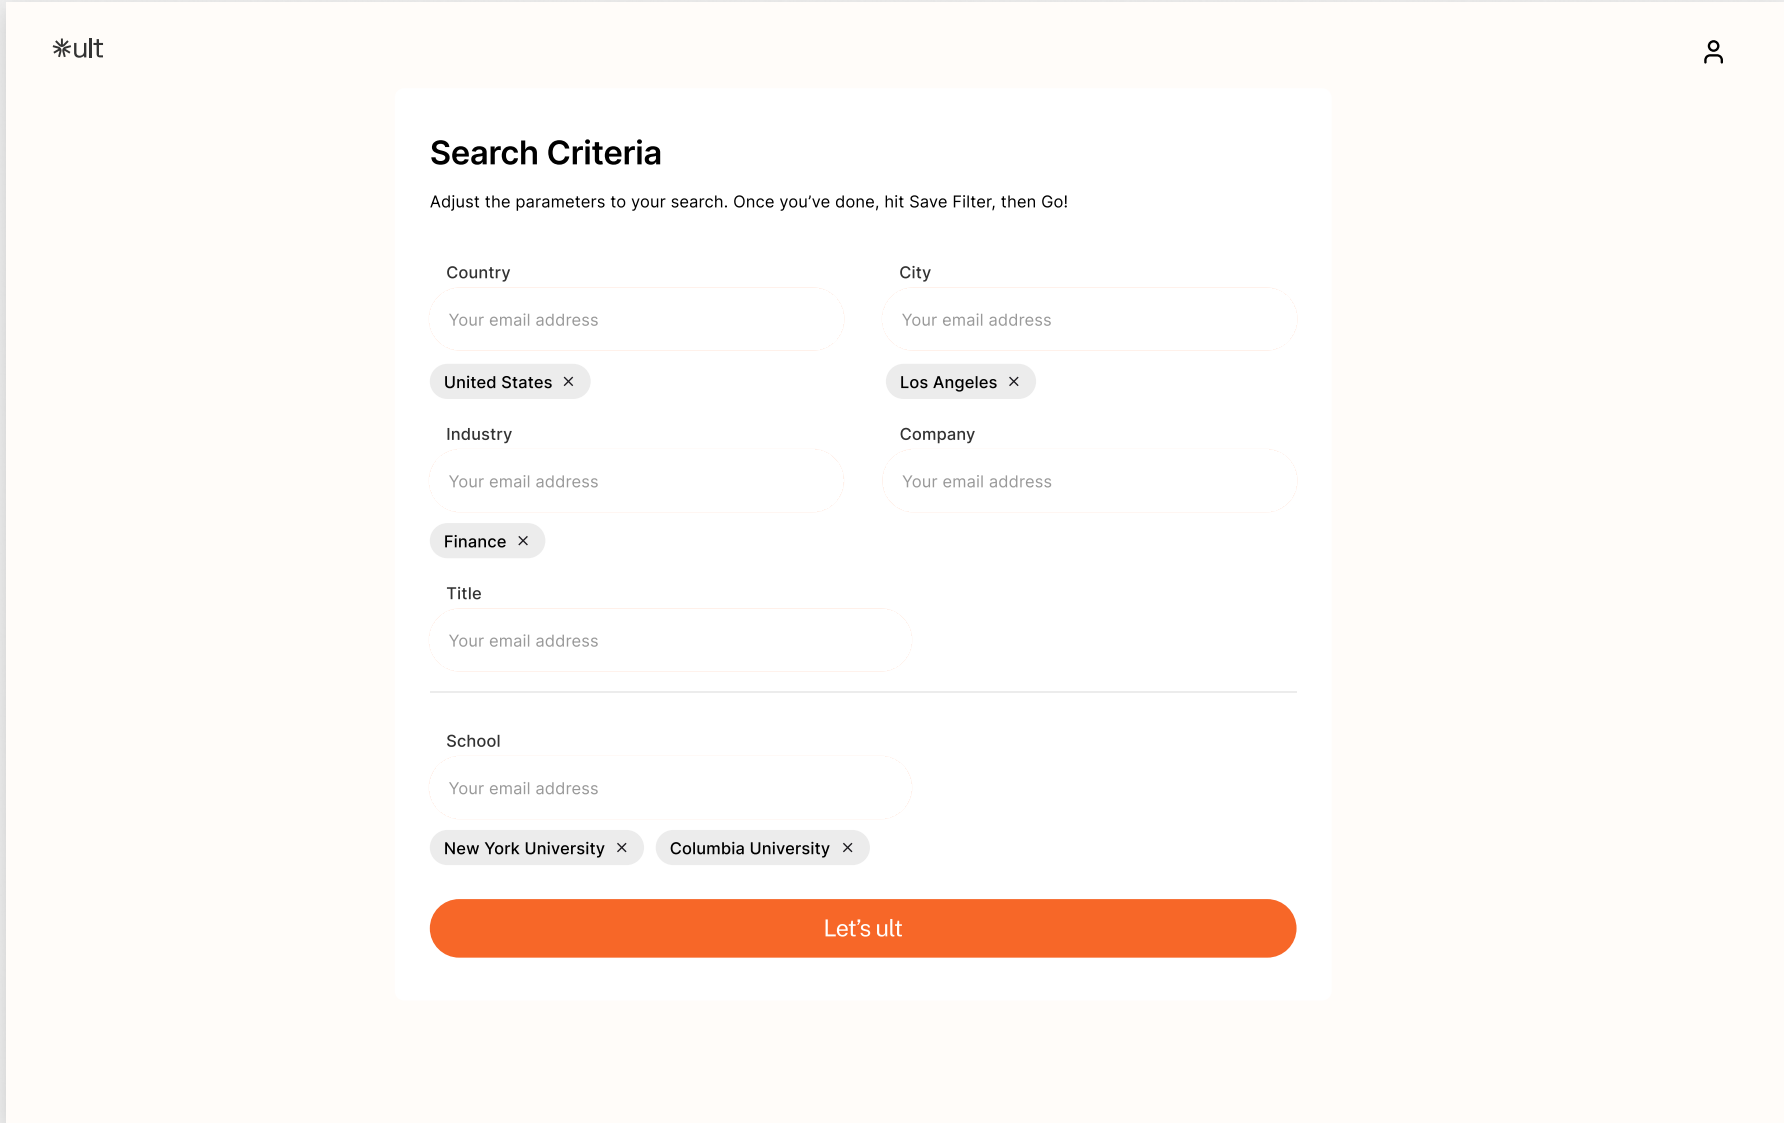 ult
Search Criteria
Adjust the parameters to your search. Once you’ve done, hit Save Filter, then Go!
Country
Your email address
United States
City
Your email address
Los Angeles
Industry
Your email address
Finance
Company
Your email address
Title
Your email address
School
Your email address
New York University
Columbia University
Let’s ult